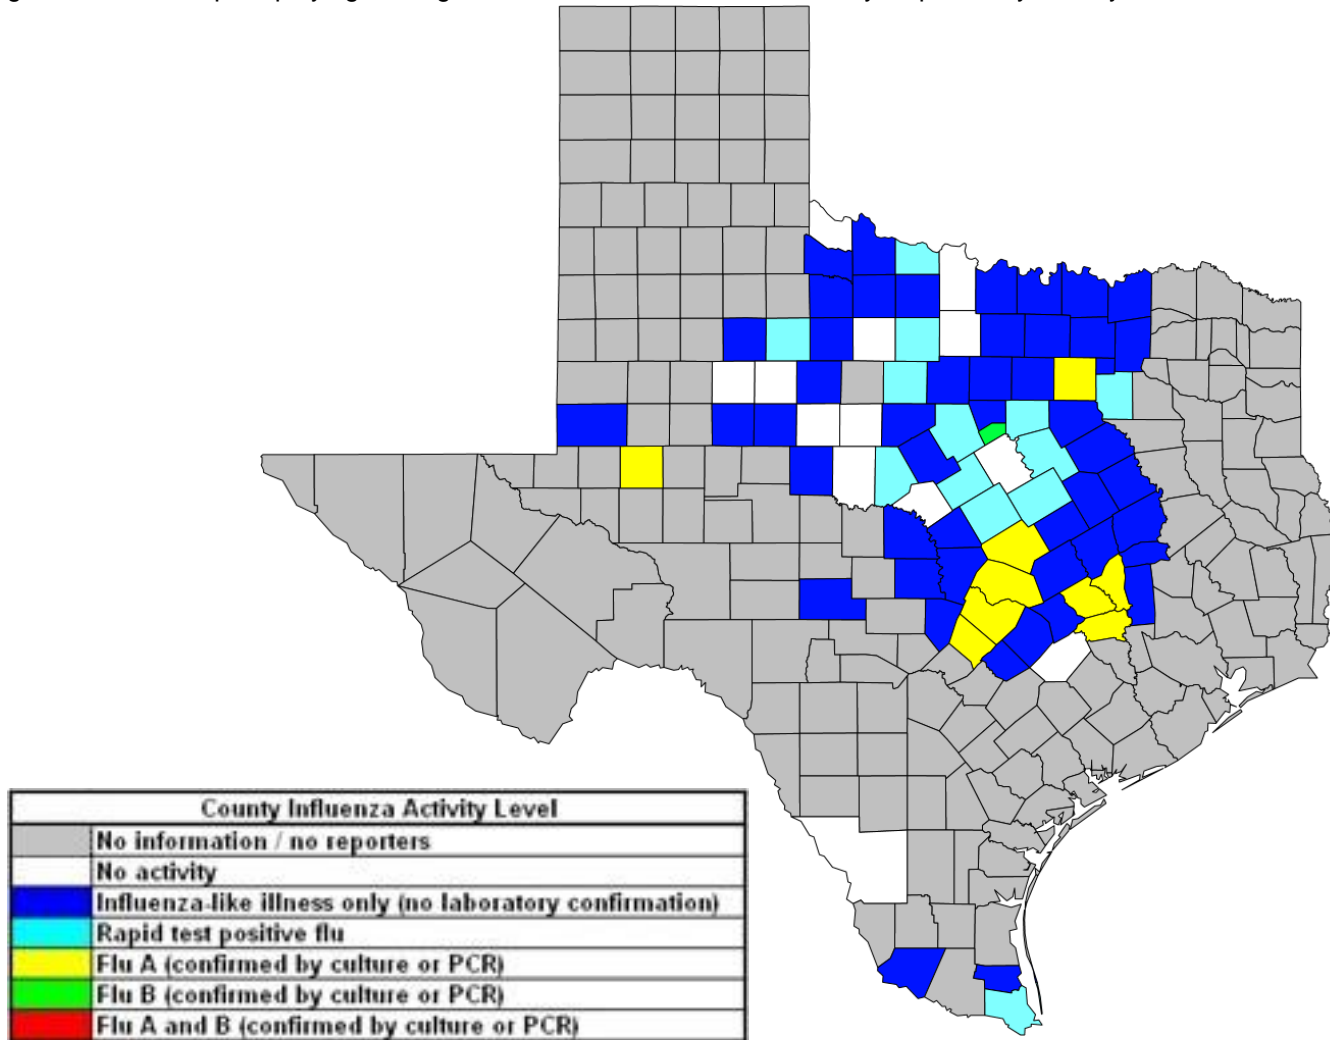 County Influenza Activity Level
No information / no reporters
No activity
Influenza-like illness only (no laboratory confirmation)
Rapid test positive flu
Flu A (confirmed by culture or PCR)
Flu B (confirmed by culture or PCR)
Flu A and B (confirmed by culture or PCR)